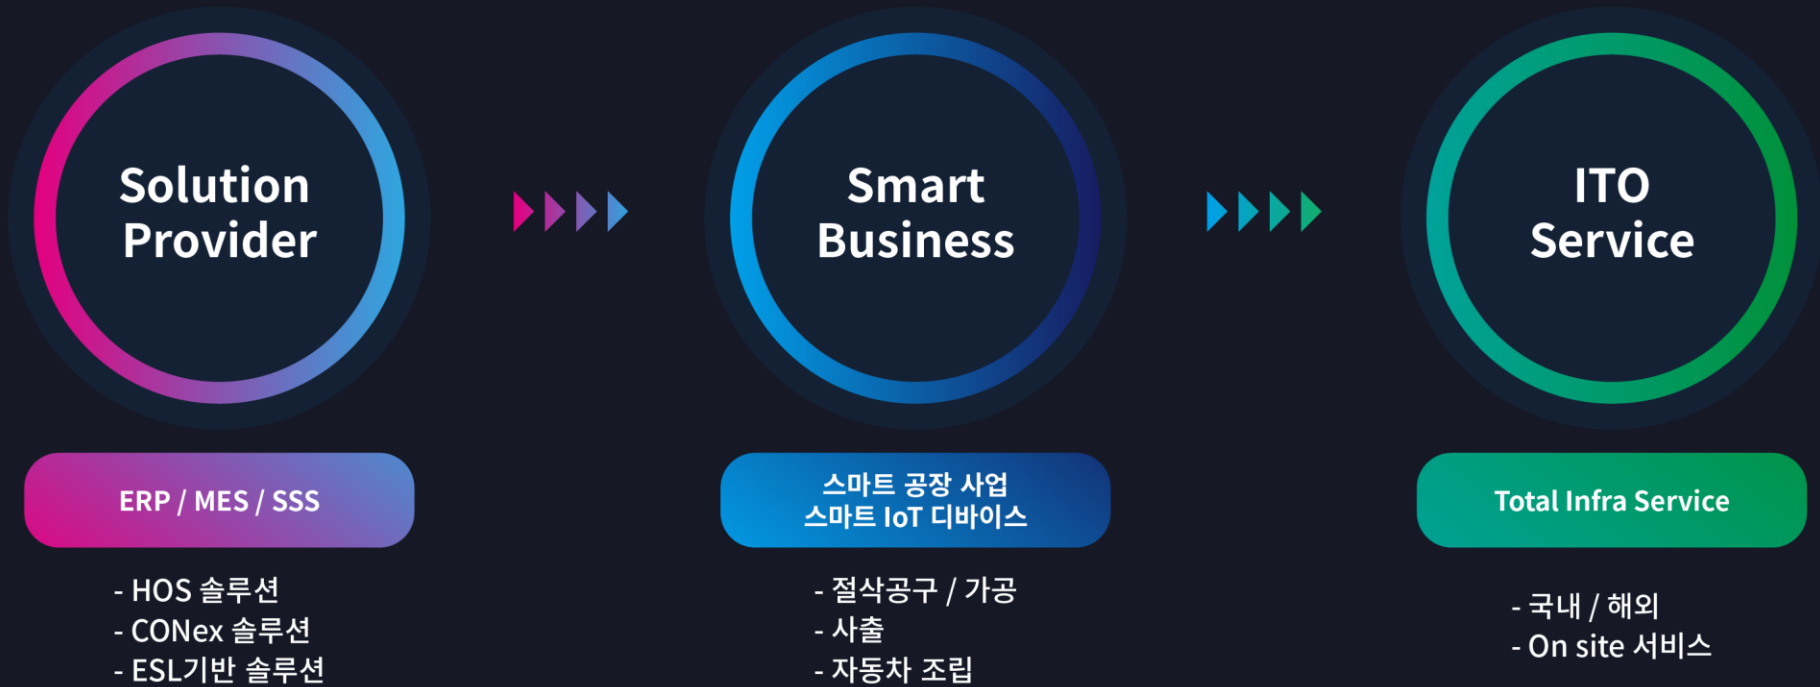 Solution
Provider
ERP / MES / SSS
- HOS 솔루션
- CONex 솔루션
- ESL기반 솔루션
Smart
Business
스마트 공장 사업
스마트 IoT 디바이스
- 절삭공구 / 가공
- 사출
- 자동차 조립
ITO
Service
Total Infra Service
- 국내 / 해외
- On site 서비스